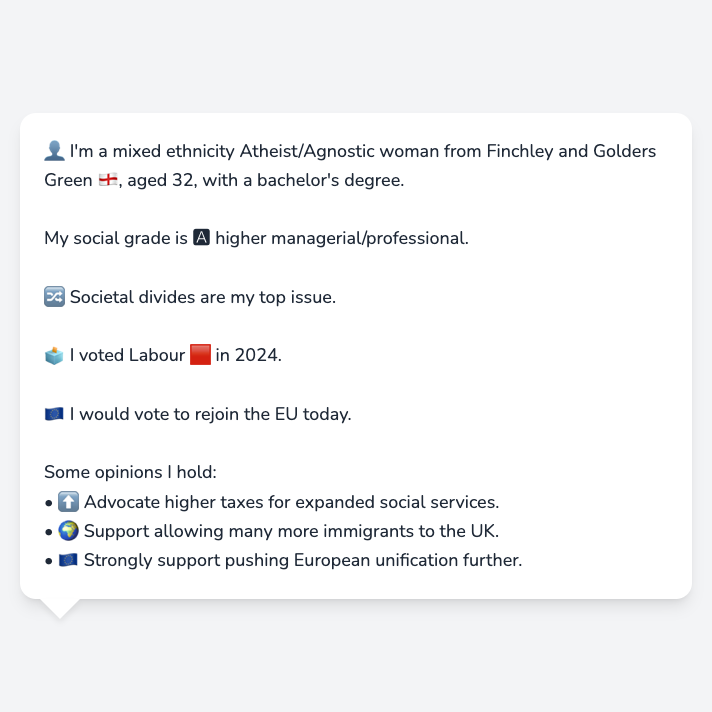 👤 I'm a mixed ethnicity Atheist/Agnostic woman from Finchley and Golders
Green 🏴󠁧󠁢󠁥󠁮󠁧󠁿, aged 32, with a bachelor's degree.
My social grade is 🅰 higher managerial/professional.
🔀 Societal divides are my top issue.
🗳️ I voted Labour 🟥 in 2024.
🇪🇺 I would vote to rejoin the EU today.
Some opinions I hold:
• ⬆️ Advocate higher taxes for expanded social services.
• 🌍 Support allowing many more immigrants to the UK.
• 🇪🇺 Strongly support pushing European unification further.